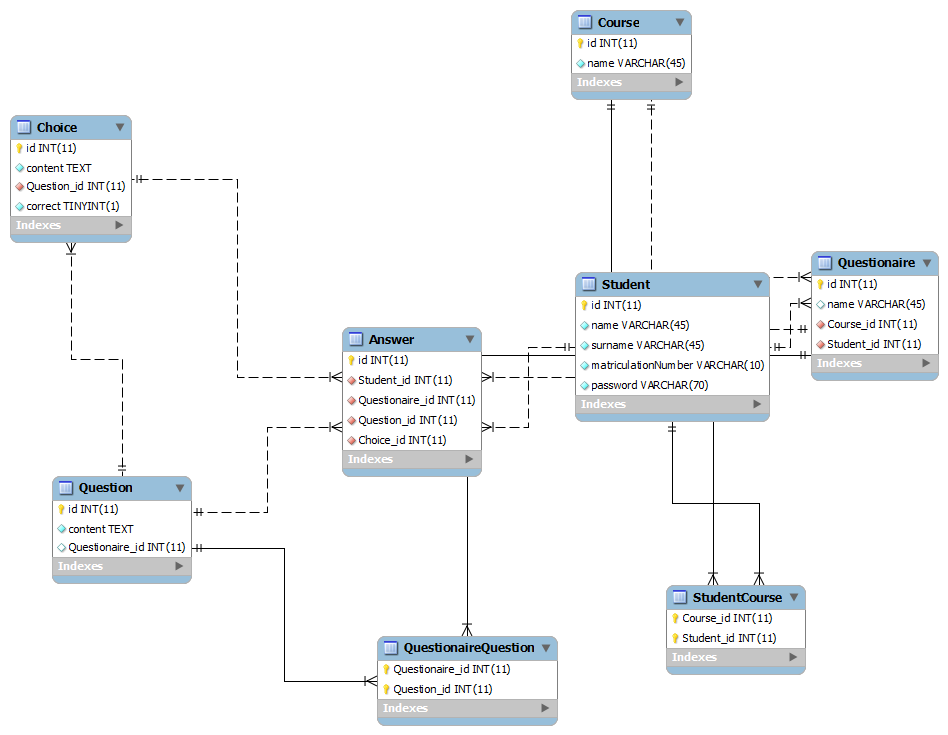 Course
id INT(11)
name VARCHAR(45)
Indexes
Choice
id INT(11)
content TEXT
Question_id INT(11)
correct TINYINT(1)
Indexes
Questionaire
id INT(11)
name VARCHAR(45)
Course_id INT(11)
Student_id INT(11)
Indexes
Student
id INT(11)
name VARCHAR(45)
surname VARCHAR(45)
matriculationNumber VARCHAR(10)
password VARCHAR(70)
Indexes
Answer
id INT(11)
Student_id INT(11)
Questionaire_id INT(11)
Question_id INT(11)
Choice_id INT(11)
Indexes
Question
id INT(11)
content TEXT
Questionaire_id INT(11)
Indexes
StudentCourse
Course_id INT(11)
Student_id INT(11)
Indexes
QuestionaireQuestion
Questionaire_id INT(11)
Question_id INT(11)
Indexes